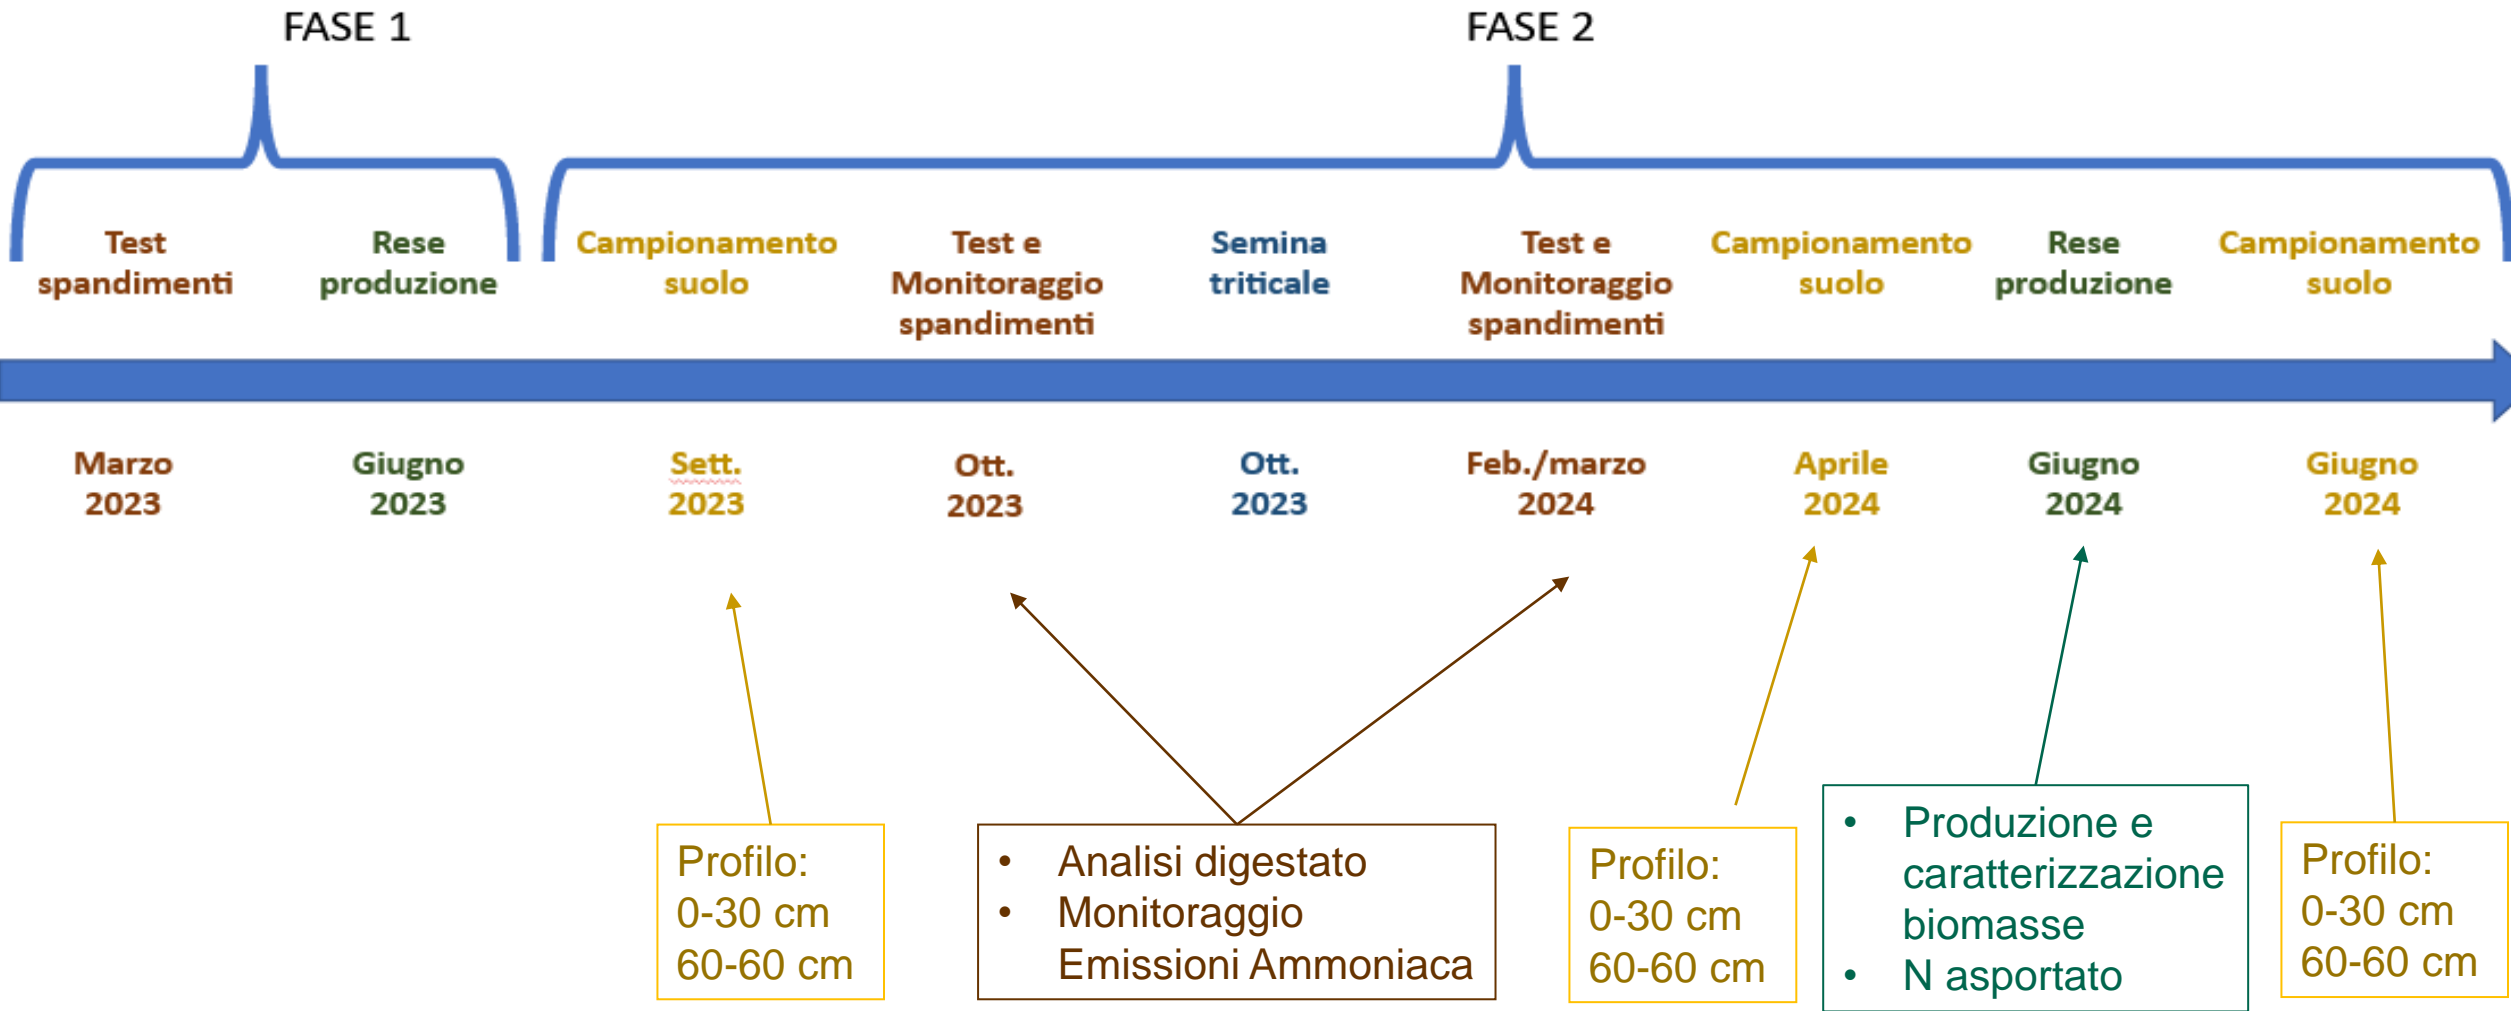 FASE 1
FASE 2
Test
spandimenti
Rese
produzione
Campionamento
suolo
Test e
Monitoraggio
spandimenti
Semina
triticale
Test e
Monitoraggio
spandimenti
Campionamento
suolo
Rese
produzione
Campionamento
suolo
Marzo
2023
Giugno
2023
Sett.
2023
Ott.
2023
Ott.
2023
Feb./marzo
2024
Aprile
2024
Giugno
2024
Giugno
2024
Profilo:
0-30 cm
60-60 cm
• Analisi digestato
• Monitoraggio
Emissioni Ammoniaca
Profilo:
0-30 cm
60-60 cm
• Produzione e
caratterizzazione
biomasse
• N asportato
Profilo:
0-30 cm
60-60 cm